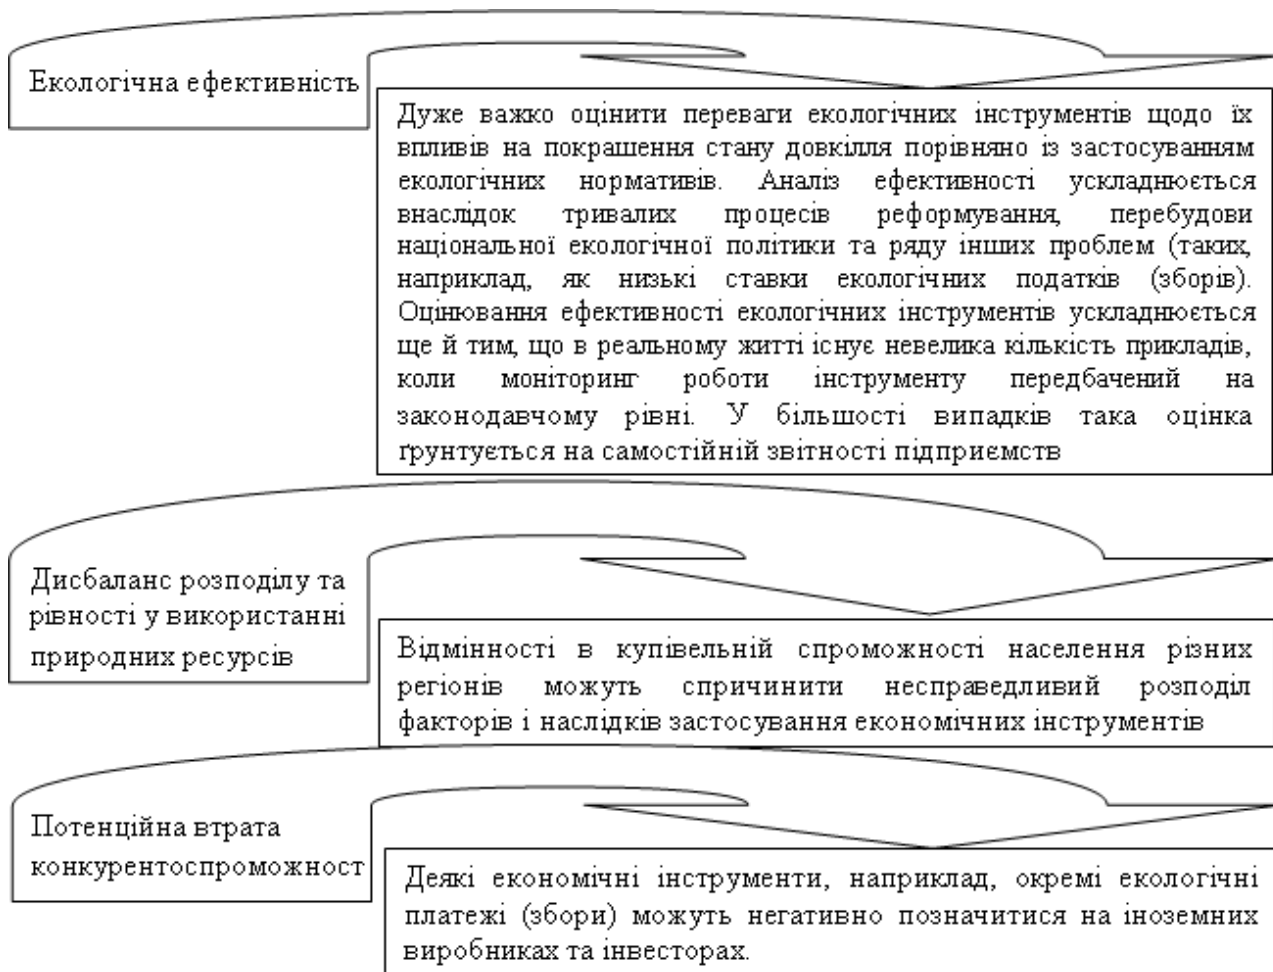 Екологічна ефективність
Дуже важко оцінити переваги екологічних інструментів щодо їх
впливів на покращення стану довкілля порівняно із застосуванням
екологічних нормативів. Аналіз ефективності ускладнюється
внаслідок тривалих процесів реформування, перебудови
національної екологічної політики та ряду інших проблем (таких,
наприклад, як низькі ставки екологічних податків (зборів).
Оцінювання ефективності екологічних інструментів ускладнюється
ще й тим, що в реальному житті існує невелика кількість прикладів,
коли моніторинг роботи інструменту передбачений на
законодавчому рівні. У більшості випадків така оцінка
ґрунтується на самостійній звітності підприємств
Дисбаланс розподілу та
рівності у використанні
природних ресурсів
Відмінності в купівельній спроможності населення різних
регіонів можуть спричинити несправедливий розподіл
факторів і наслідків застосування економічних інструментів
Потенційна втрата
конкурентоспроможност
Деякі економічні інструменти, наприклад, окремі екологічні
платежі (збори) можуть негативно позначитися на іноземних
виробниках та інвесторах.